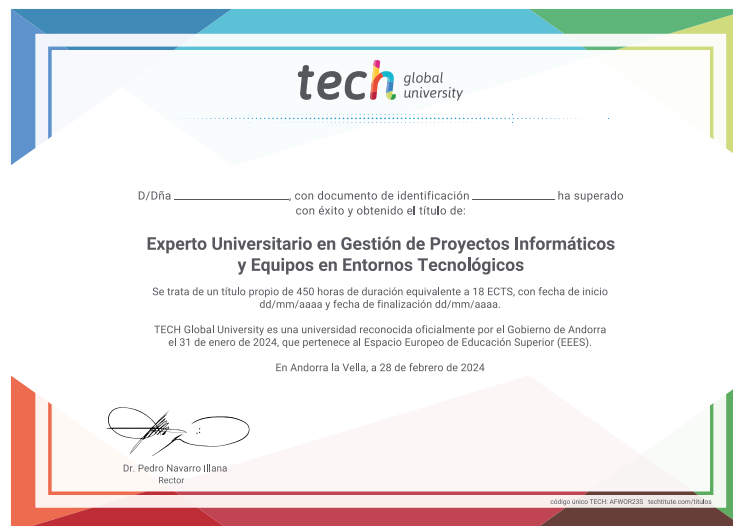 tech global university
D/Dña ____________________, con documento de identificación ______________ ha superado
con éxito y obtenido el título de:
Experto Universitario en Gestión de Proyectos Informáticos
y Equipos en Entornos Tecnológicos
Se trata de un título propio de 450 horas de duración equivalente a 18 ECTS, con fecha de inicio
dd/mm/aaaa y fecha de finalización dd/mm/aaaa.
TECH Global University es una universidad reconocida oficialmente por el Gobierno de Andorra
el 31 de enero de 2024, que pertenece al Espacio Europeo de Educación Superior (EEES).
En Andorra la Vella, a 28 de febrero de 2024
Dr. Pedro Navarro Illana
Rector
código único TECH: AFWOR23S techtitute.com/titulos